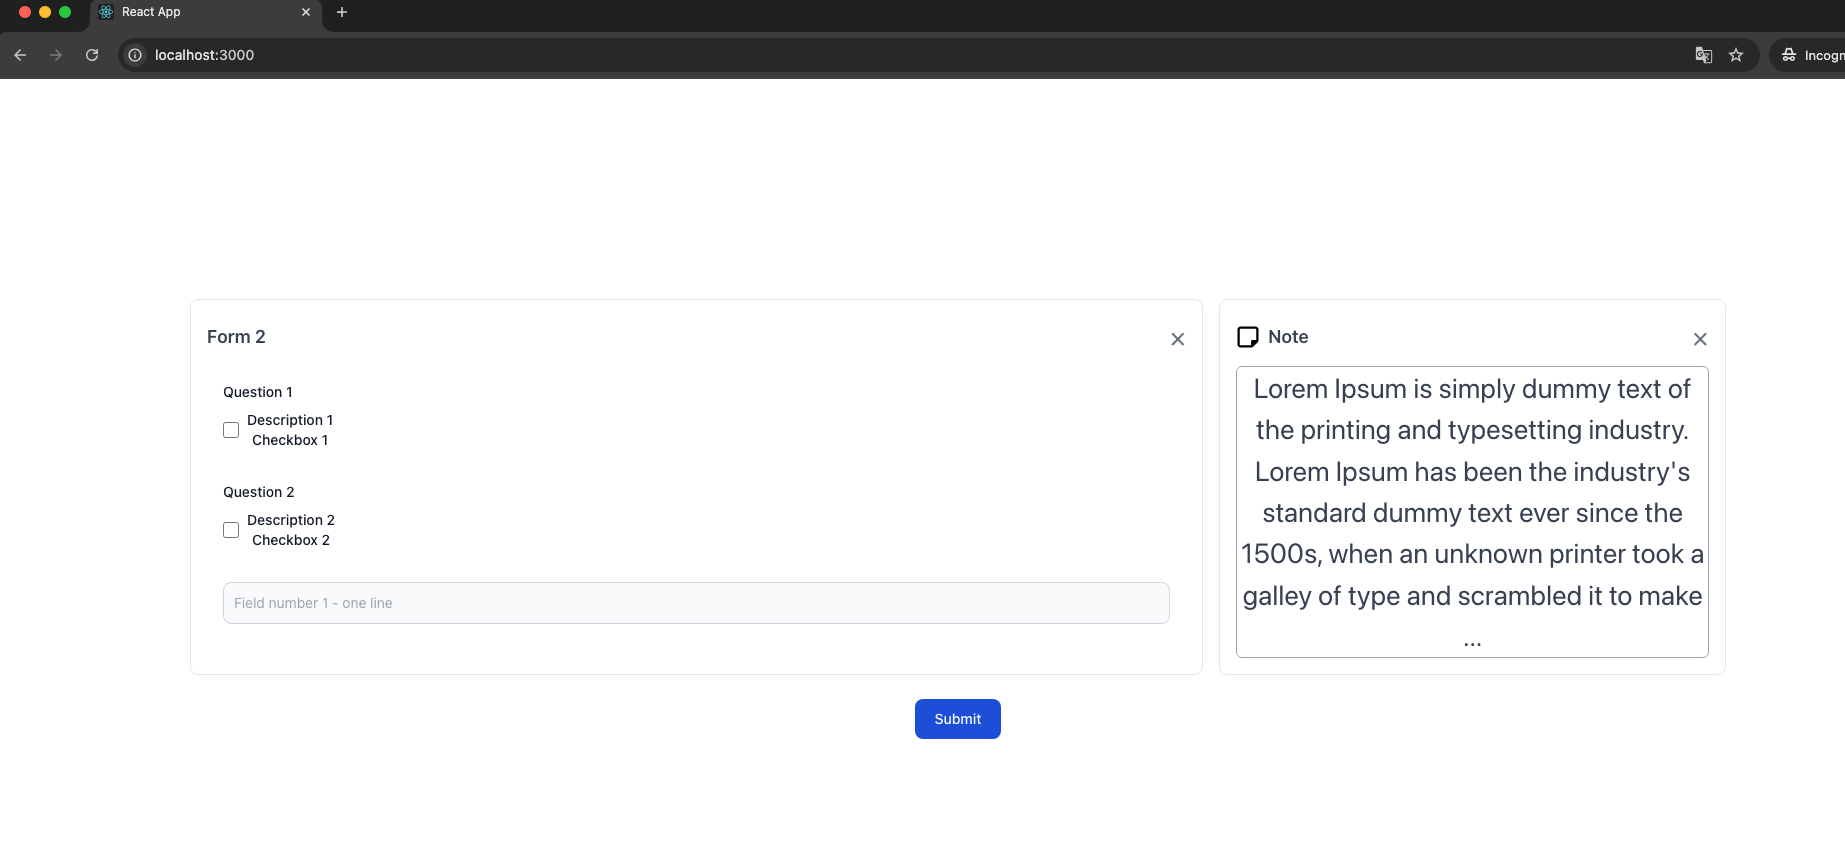 React App
localhost:3000
Form 2
Question 1
Description 1
Checkbox 1
Question 2
Description 2
Checkbox 2
Field number 1 - one line
Note
Lorem Ipsum is simply dummy text of
the printing and typesetting industry.
Lorem Ipsum has been the industry's
standard dummy text ever since the
1500s, when an unknown printer took a
galley of type and scrambled it to make
...
Submit